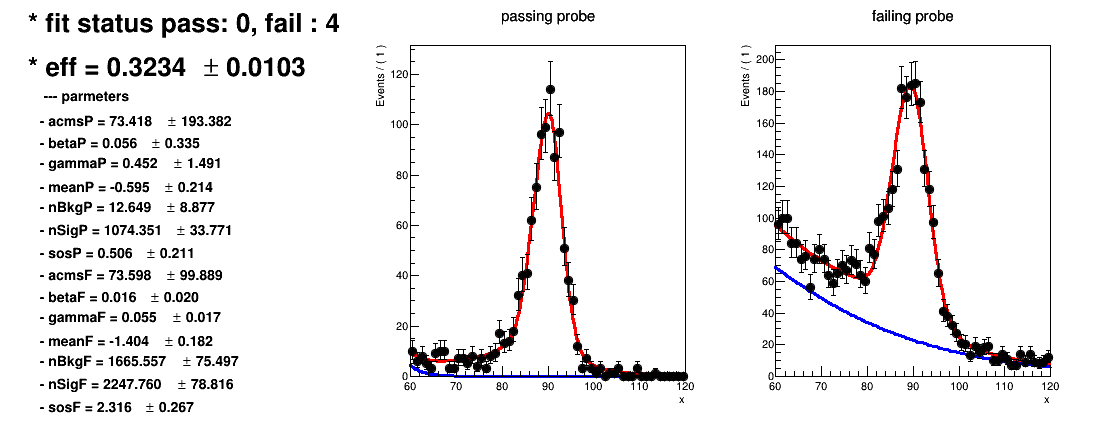 * fit status pass: 0, fail : 4
* eff = 0.3234 ± 0.0103
--- parmeters
- acmsP = 73.418 ± 193.382
- betaP = 0.056 ± 0.335
- gammaP = 0.452 ± 1.491
- meanP = -0.595 ± 0.214
- nBkgP = 12.649 ± 8.877
- nSigP = 1074.351 ± 33.771
- sosP = 0.506 ± 0.211
- acmsF = 73.598 ± 99.889
- betaF = 0.016 ± 0.020
- gammaF = 0.055 ± 0.017
- meanF = -1.404 ± 0.182
- nBkgF = 1665.557 ± 75.497
- nSigF = 2247.760 ± 78.816
- sosF = 2.316 ± 0.267
passing probe
Events / ( 1 )
120
100
80
60
40
20
0
60 70 80 90 100 110 120
x
failing probe
Events / ( 1 )
200
180
160
140
120
100
80
60
40
20
0
60 70 80 90 100 110 120
x